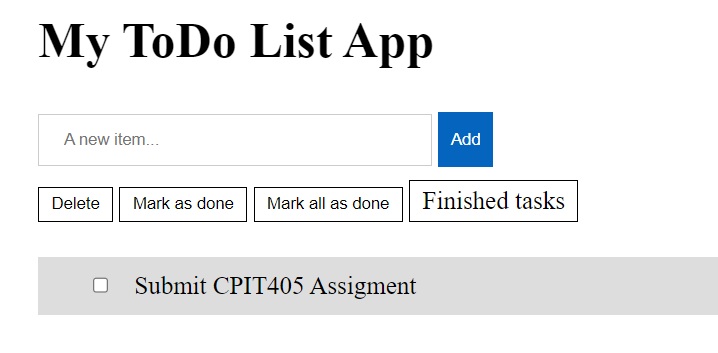 My ToDo List App
A new item...
Add
Delete
Mark as done
Mark all as done
Finished tasks
Submit CPIT405 Assigment